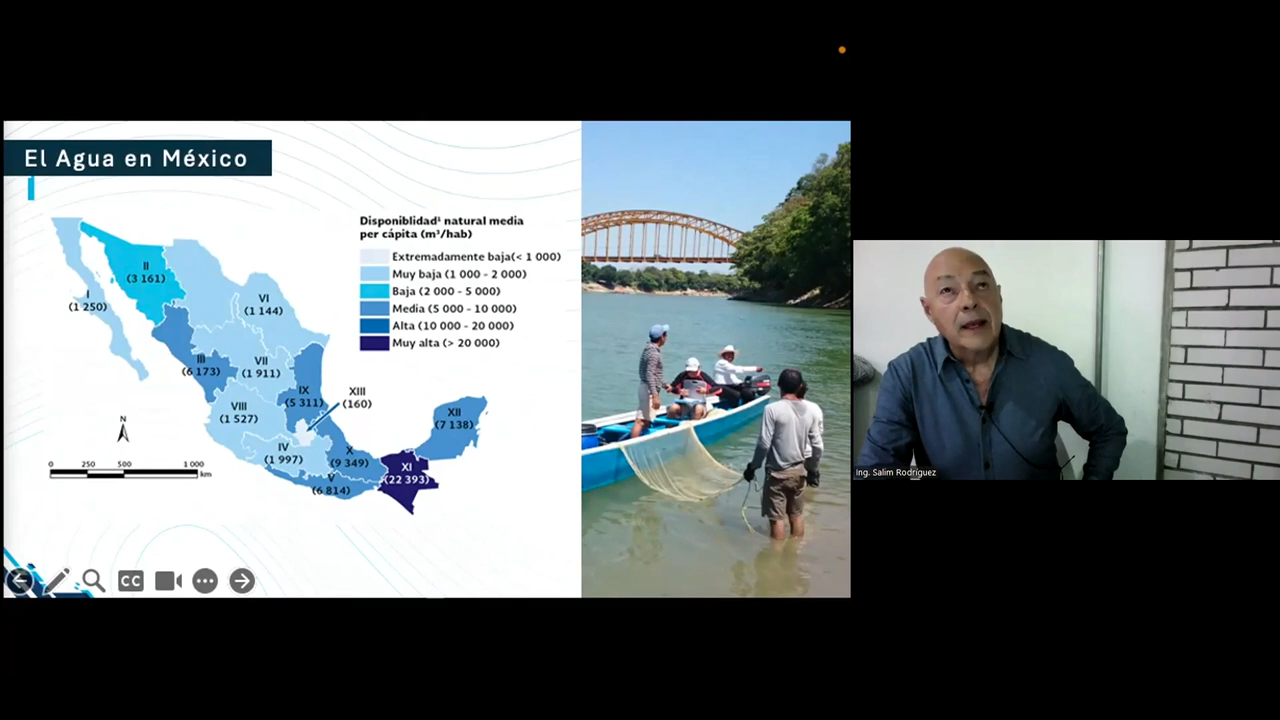 El Agua en México
Disponiblidad¹ natural media
per cápita (m³/hab)
Extremadamente baja(< 1 000)
Muy baja (1 000 - 2 000)
Baja (2 000 - 5 000)
Media (5 000 - 10 000)
Alta (10 000 - 20 000)
Muy alta (> 20 000)
II
(3 161)
I
(1 250)
VI
(1 144)
III
(6 173)
VII
(1 911)
IX
(5 311)
XIII
(160)
VIII
(1 527)
XII
(7 138)
IV
(1 997)
X
(9 349)
XI
(22 393)
V
(6 814)
N
0 250 500 1 000
km
CC
Ing. Salim Rodríguez